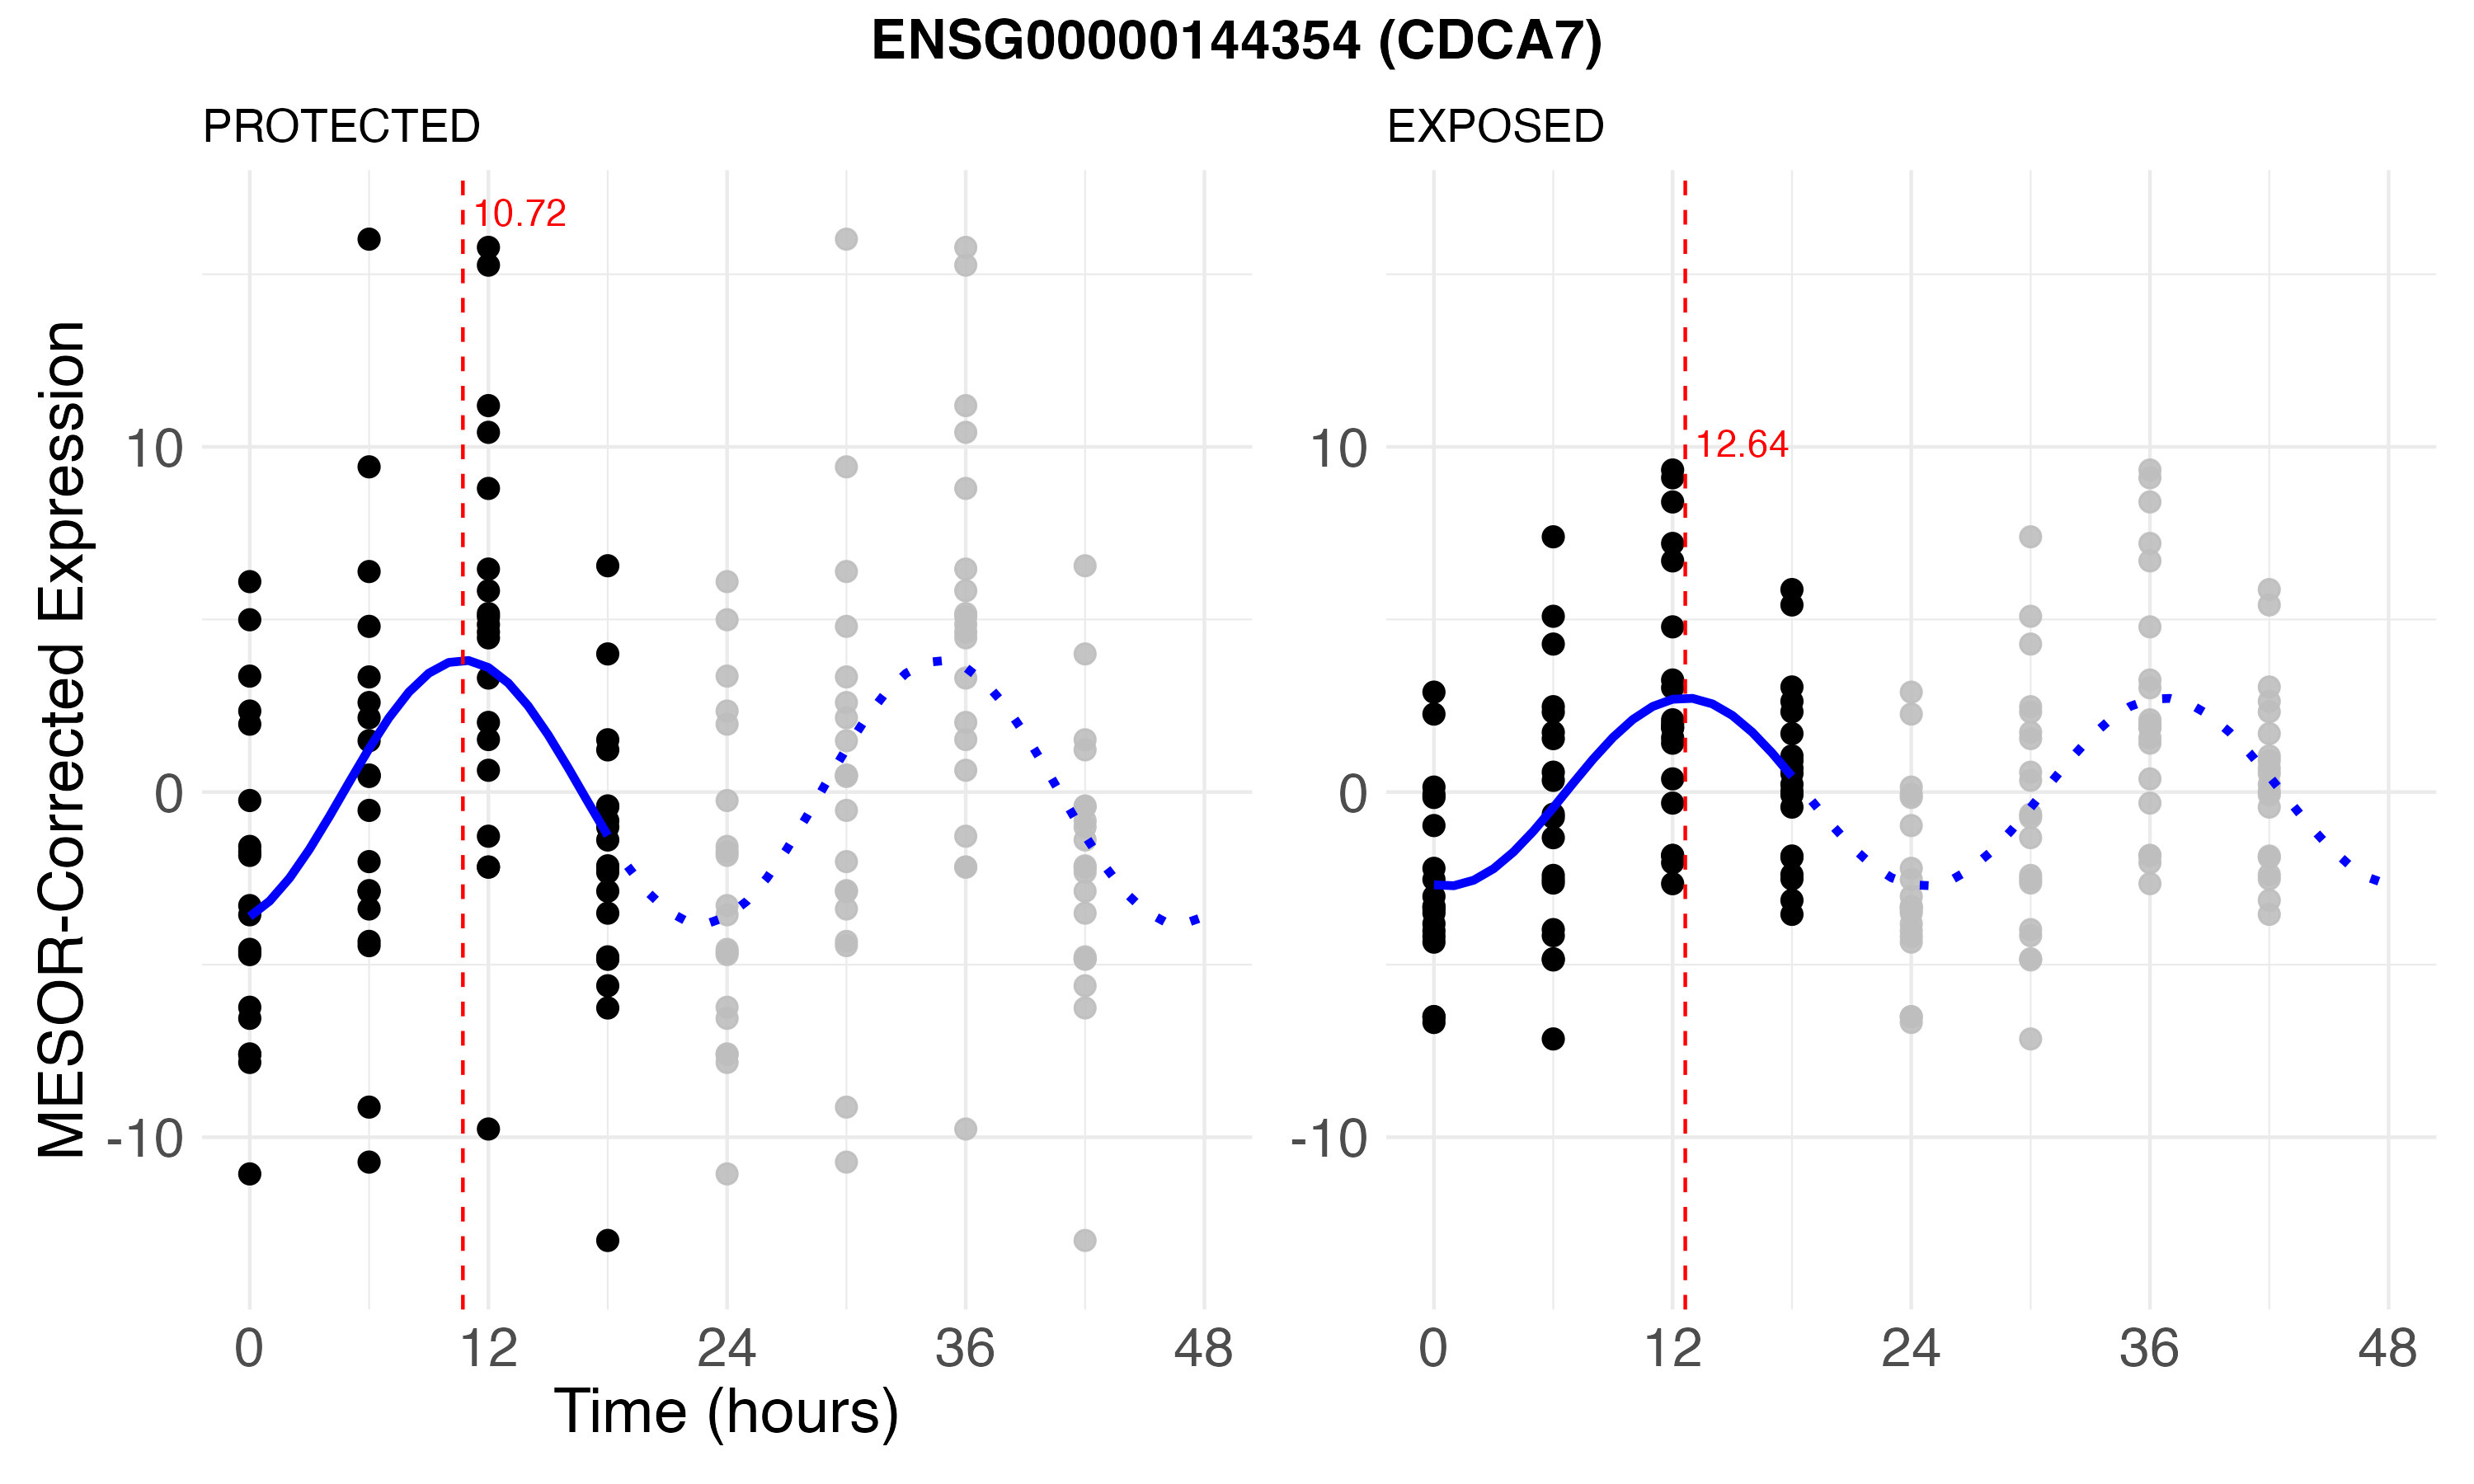 ENSG00000144354 (CDCA7)
PROTECTED
EXPOSED
10.72
12.64
MESOR-Corrected Expression
10
0
-10
10
0
-10
0 12 24 36 48
0 12 24 36 48
Time (hours)